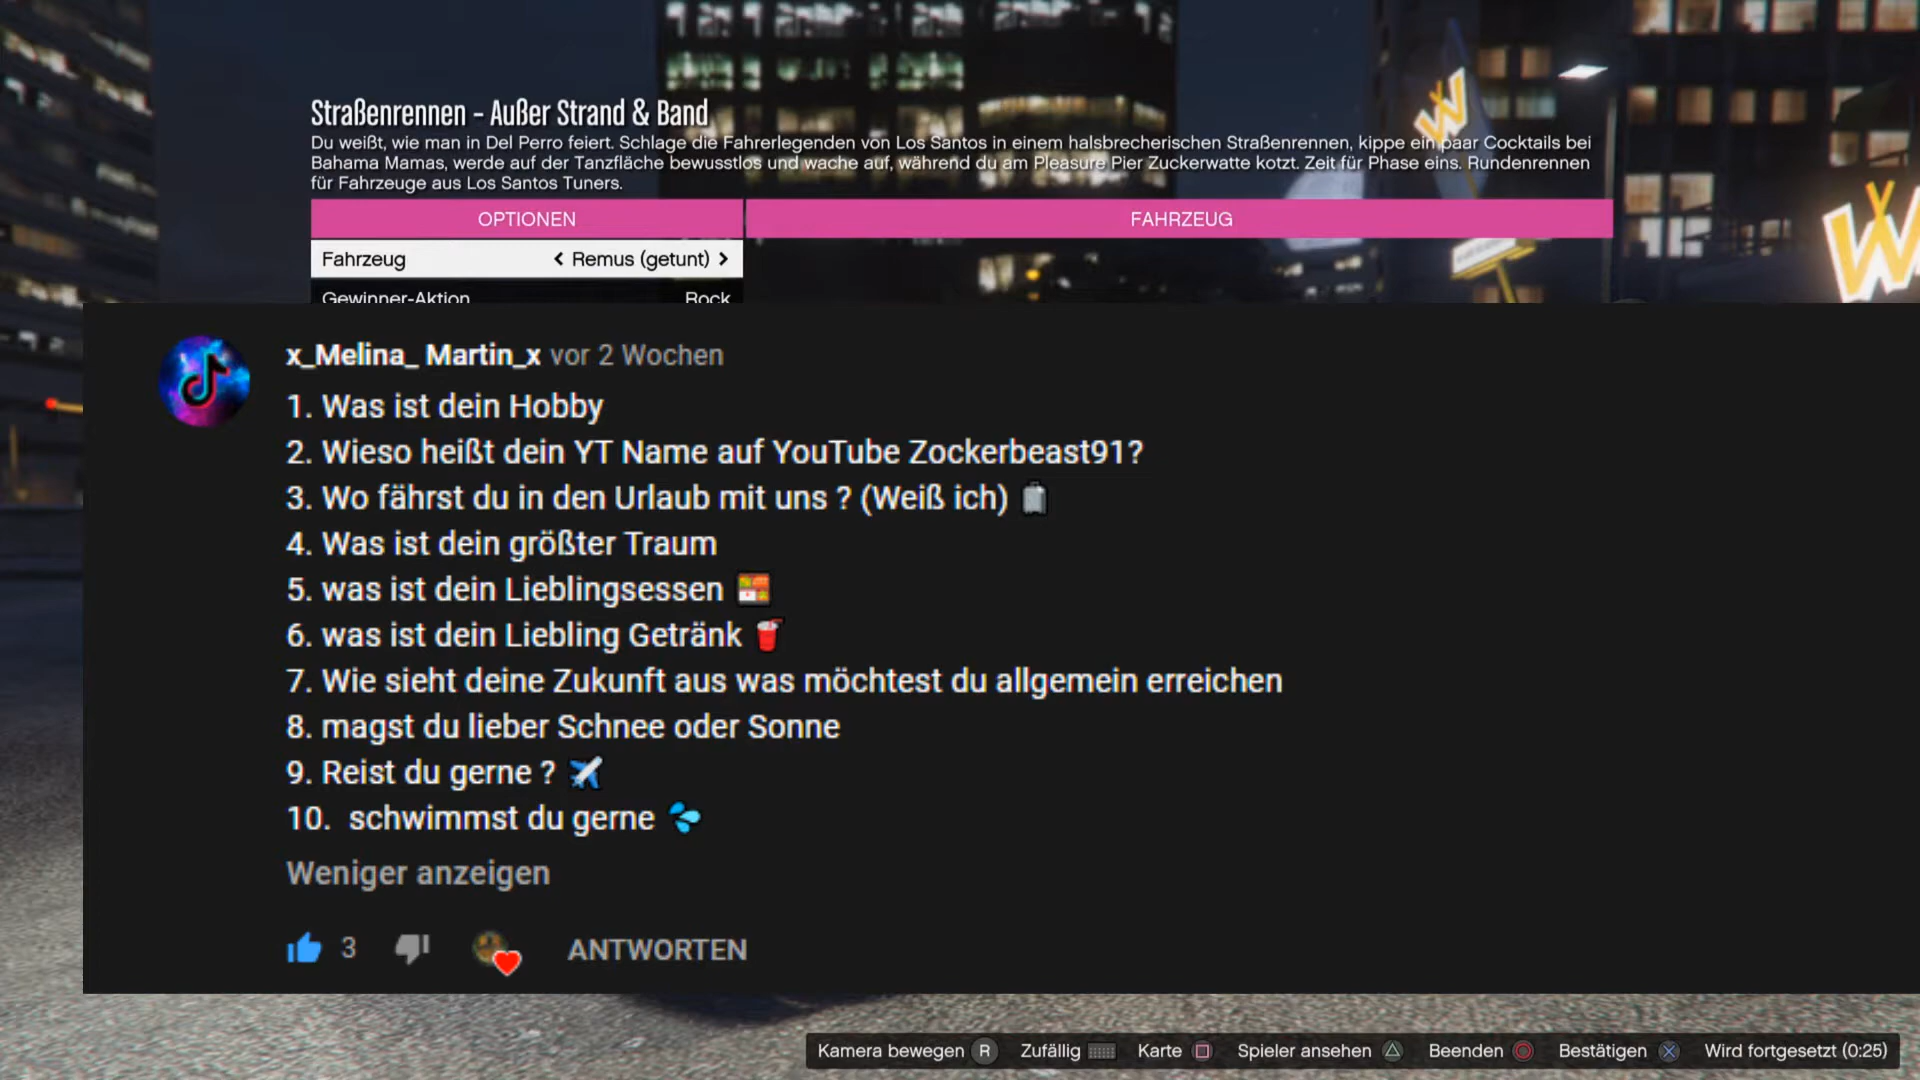 Straßenrennen - Außer Strand & Band
Du weißt, wie man in Del Perro feiert. Schlage die Fahrerlegenden von Los Santos in einem halsbrecherischen Straßenrennen, kippe ein paar Cocktails bei
Bahama Mamas, werde auf der Tanzfläche bewusstlos und wache auf, während du am Pleasure Pier Zuckerwatte kotzt. Zeit für Phase eins. Rundenrennen
für Fahrzeuge aus Los Santos Tuners.
OPTIONEN
FAHRZEUG
Fahrzeug < Remus (getunt) >
Gewinner-Aktion Rock
x_Melina_ Martin_x vor 2 Wochen
1. Was ist dein Hobby
2. Wieso heißt dein YT Name auf YouTube Zockerbeast91?
3. Wo fährst du in den Urlaub mit uns ? (Weiß ich) 🧳
4. Was ist dein größter Traum
5. was ist dein Lieblingsessen 🍱
6. was ist dein Liebling Getränk 🥤
7. Wie sieht deine Zukunft aus was möchtest du allgemein erreichen
8. magst du lieber Schnee oder Sonne
9. Reist du gerne ? ✈️
10.  schwimmst du gerne 💦
Weniger anzeigen
3 ANTWORTEN
Kamera bewegen R Zufällig Karte Spieler ansehen Beenden Bestätigen Wird fortgesetzt (0:25)